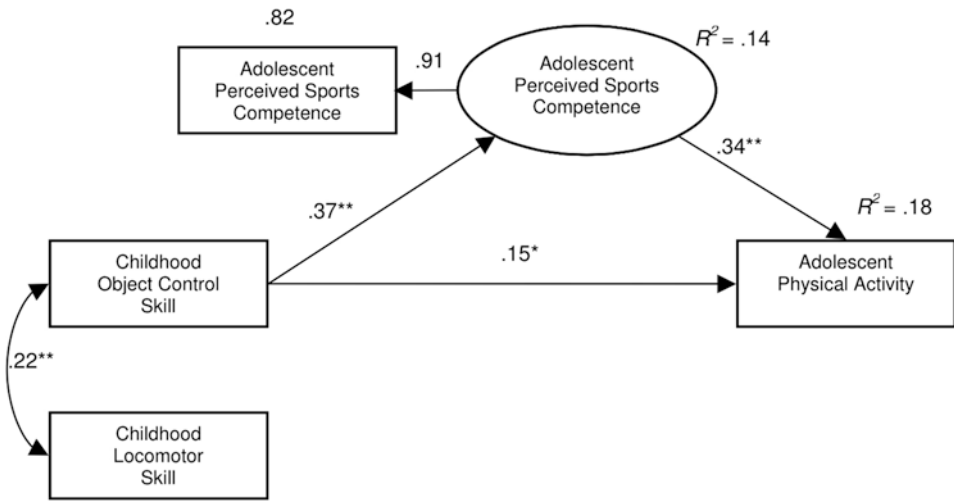 .82
Adolescent
Perceived Sports
Competence
.91
Adolescent
Perceived Sports
Competence
R² = .14
.34**
.37**
R² = .18
.15*
Childhood
Object Control
Skill
Adolescent
Physical Activity
.22**
Childhood
Locomotor
Skill